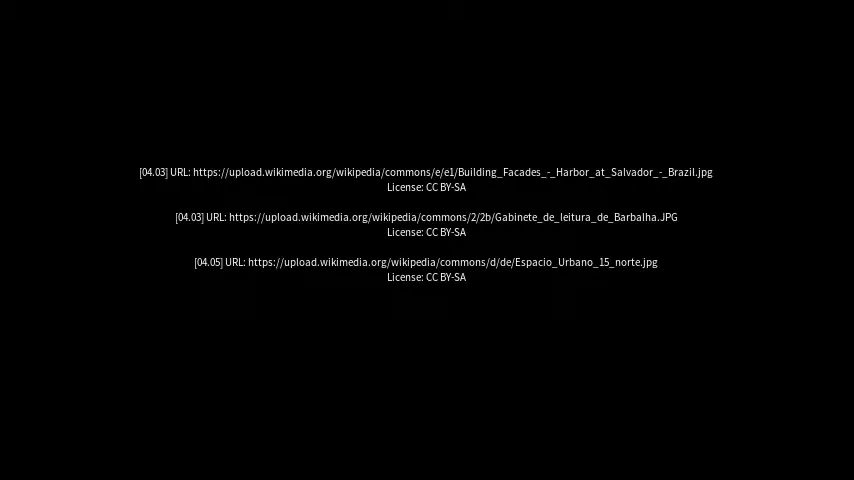 [04.03] URL: https://upload.wikimedia.org/wikipedia/commons/e/e1/Building_Facades_-_Harbor_at_Salvador_-_Brazil.jpg
License: CC BY-SA
[04.03] URL: https://upload.wikimedia.org/wikipedia/commons/2/2b/Gabinete_de_leitura_de_Barbalha.JPG
License: CC BY-SA
[04.05] URL: https://upload.wikimedia.org/wikipedia/commons/d/de/Espacio_Urbano_15_norte.jpg
License: CC BY-SA